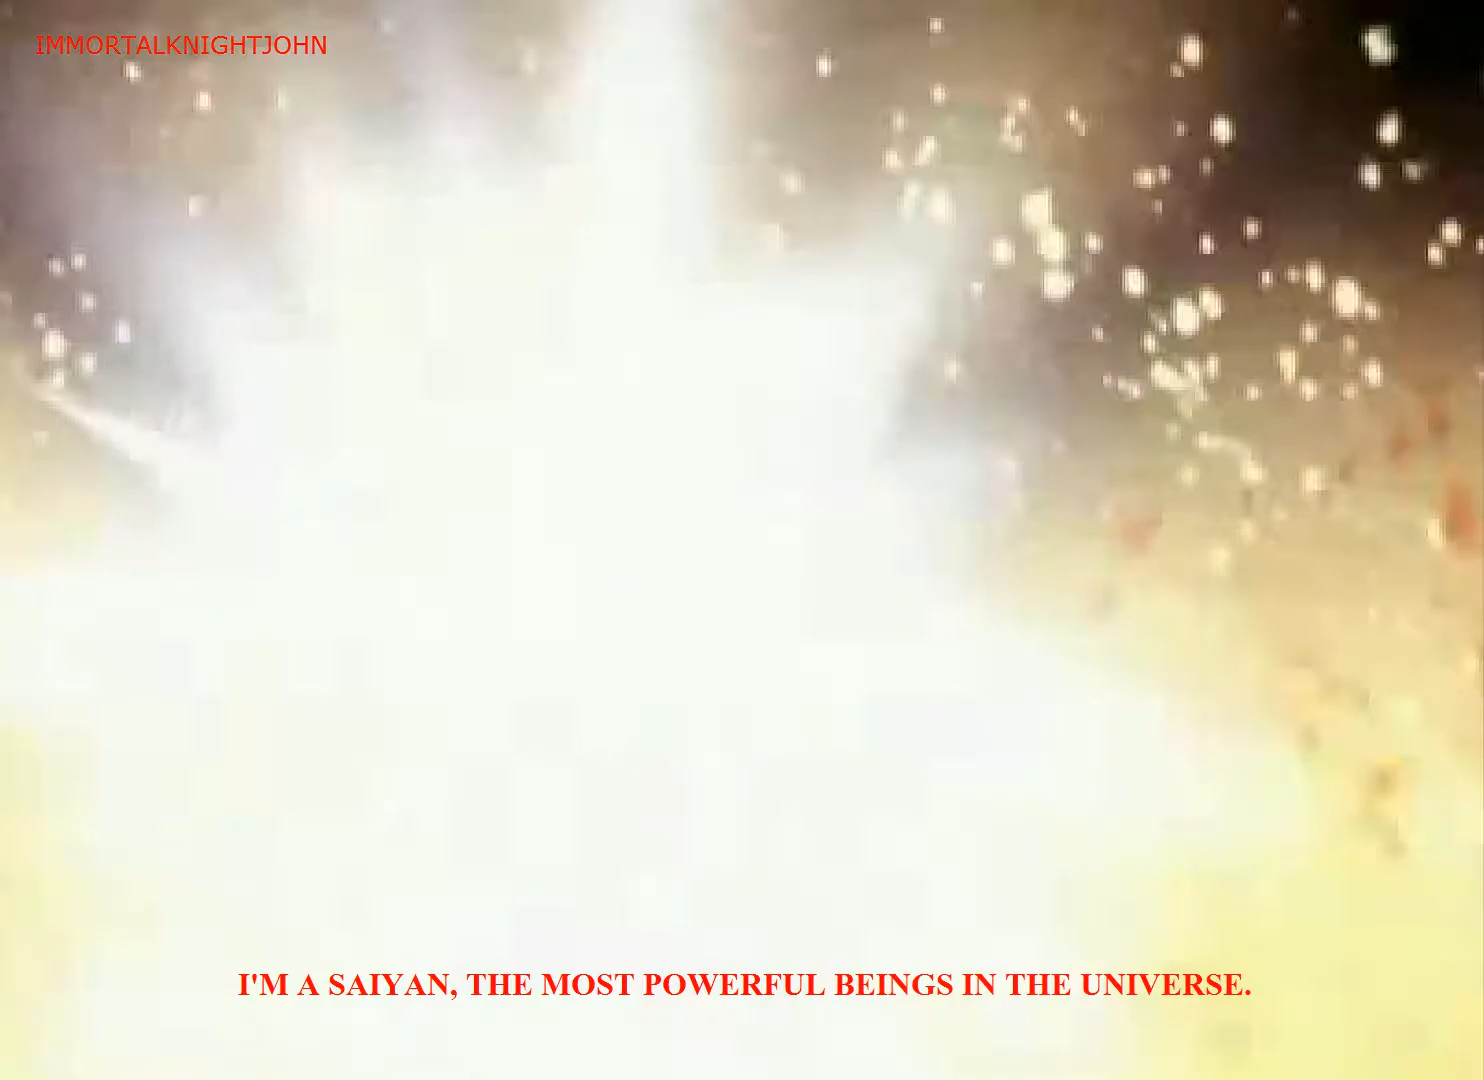 IMMORTALKNIGHTJOHN
I'M A SAIYAN, THE MOST POWERFUL BEINGS IN THE UNIVERSE.